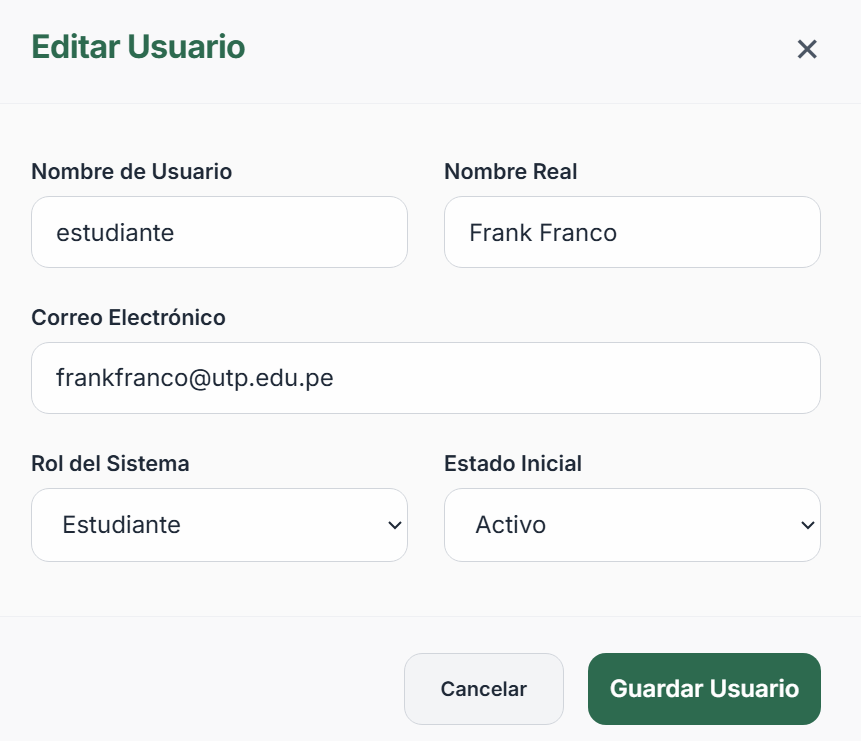 Editar Usuario
Nombre de Usuario
Nombre Real
estudiante
Frank Franco
Correo Electrónico
frankfranco@utp.edu.pe
Rol del Sistema
Estado Inicial
Estudiante
Activo
Cancelar
Guardar Usuario